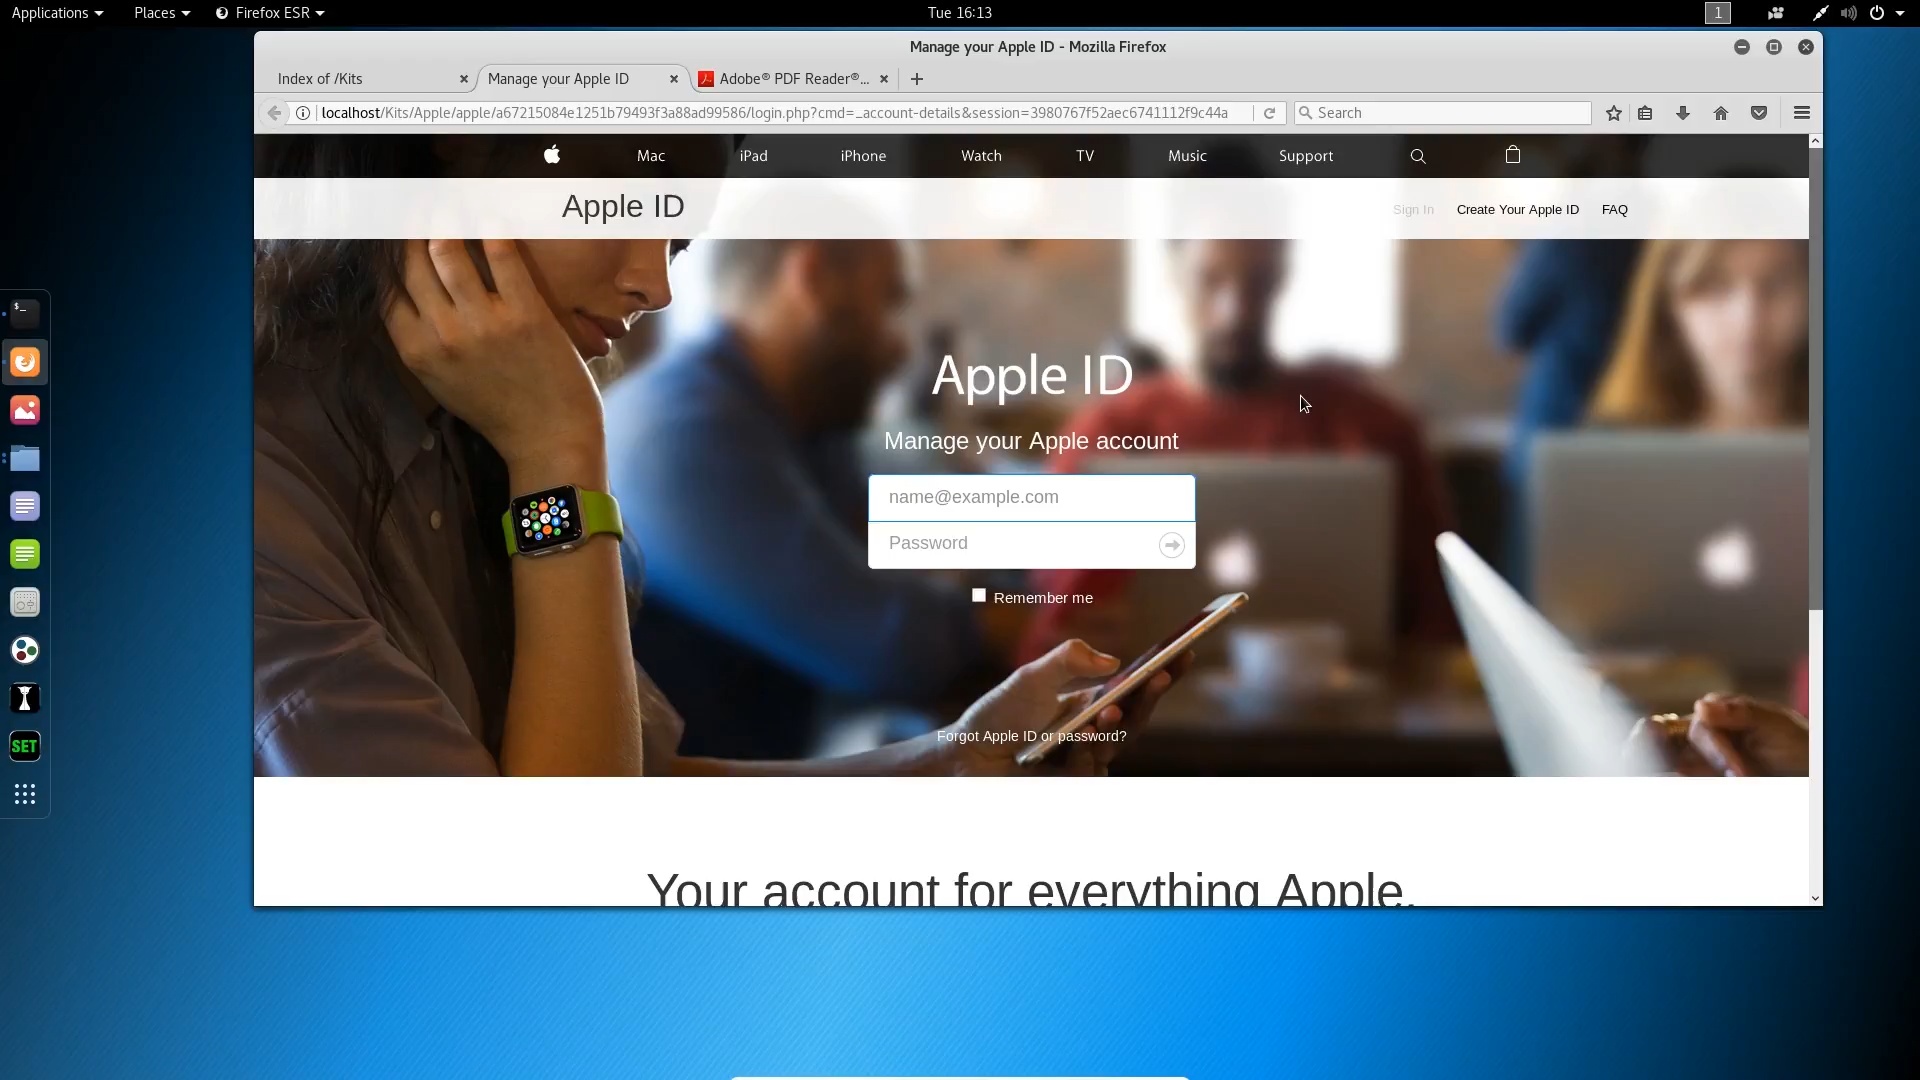 Applications Places Firefox ESR Tue 16:13 1
Manage your Apple ID - Mozilla Firefox
Index of /Kits Manage your Apple ID Adobe® PDF Reader®...
localhost/Kits/Apple/apple/a67215084e1251b79493f3a88ad99586/login.php?cmd=_account-details&session=3980767f52aec6741112f9c44a Search
Mac iPad iPhone Watch TV Music Support
Apple ID Sign In Create Your Apple ID FAQ
Apple ID
Manage your Apple account
name@example.com
Password
Remember me
Forgot Apple ID or password?
Your account for everything Apple.
$_
SET